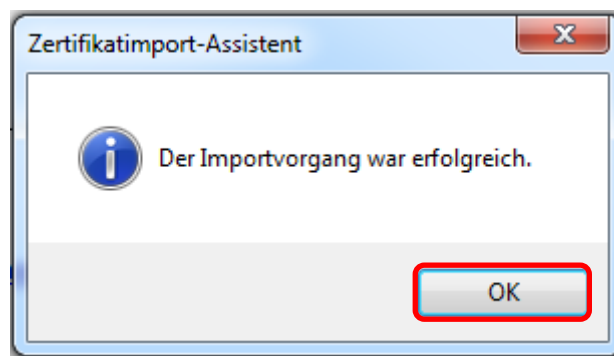 Zertifikatimport-Assistent
Der Importvorgang war erfolgreich.
OK